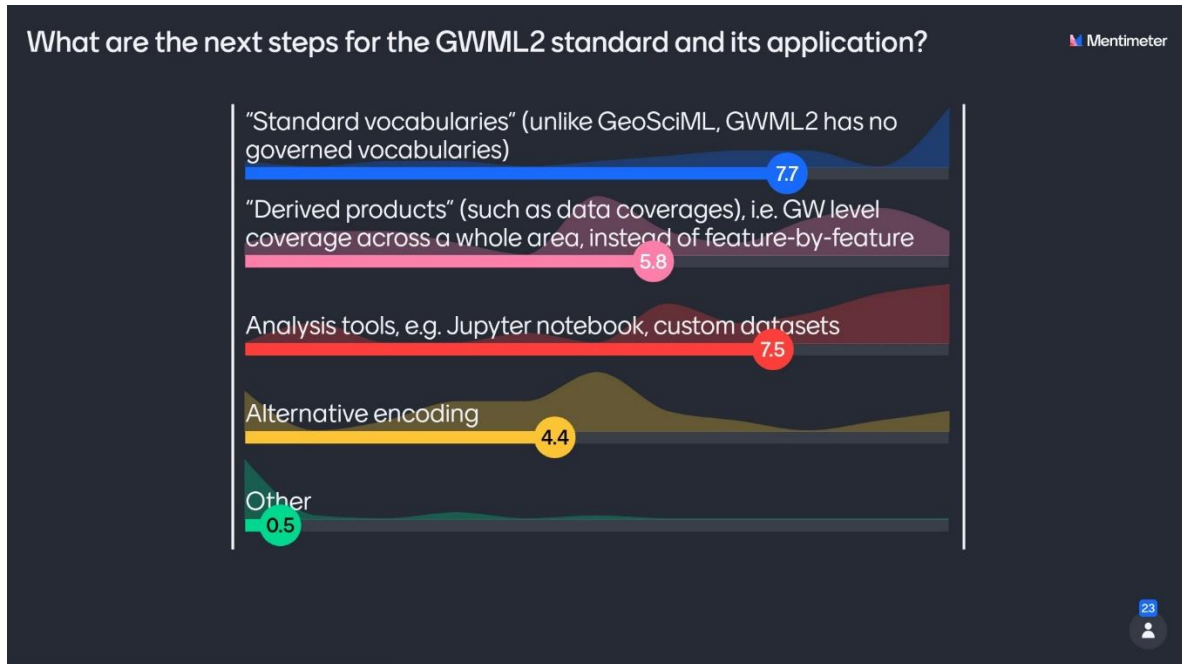 What are the next steps for the GWML2 standard and its application?
Mentimeter
"Standard vocabularies" (unlike GeoSciML, GWML2 has no
governed vocabularies)
7.7
"Derived products" (such as data coverages), i.e. GW level
coverage across a whole area, instead of feature-by-feature
5.8
Analysis tools, e.g. Jupyter notebook, custom datasets
7.5
Alternative encoding
4.4
Other
0.5
23